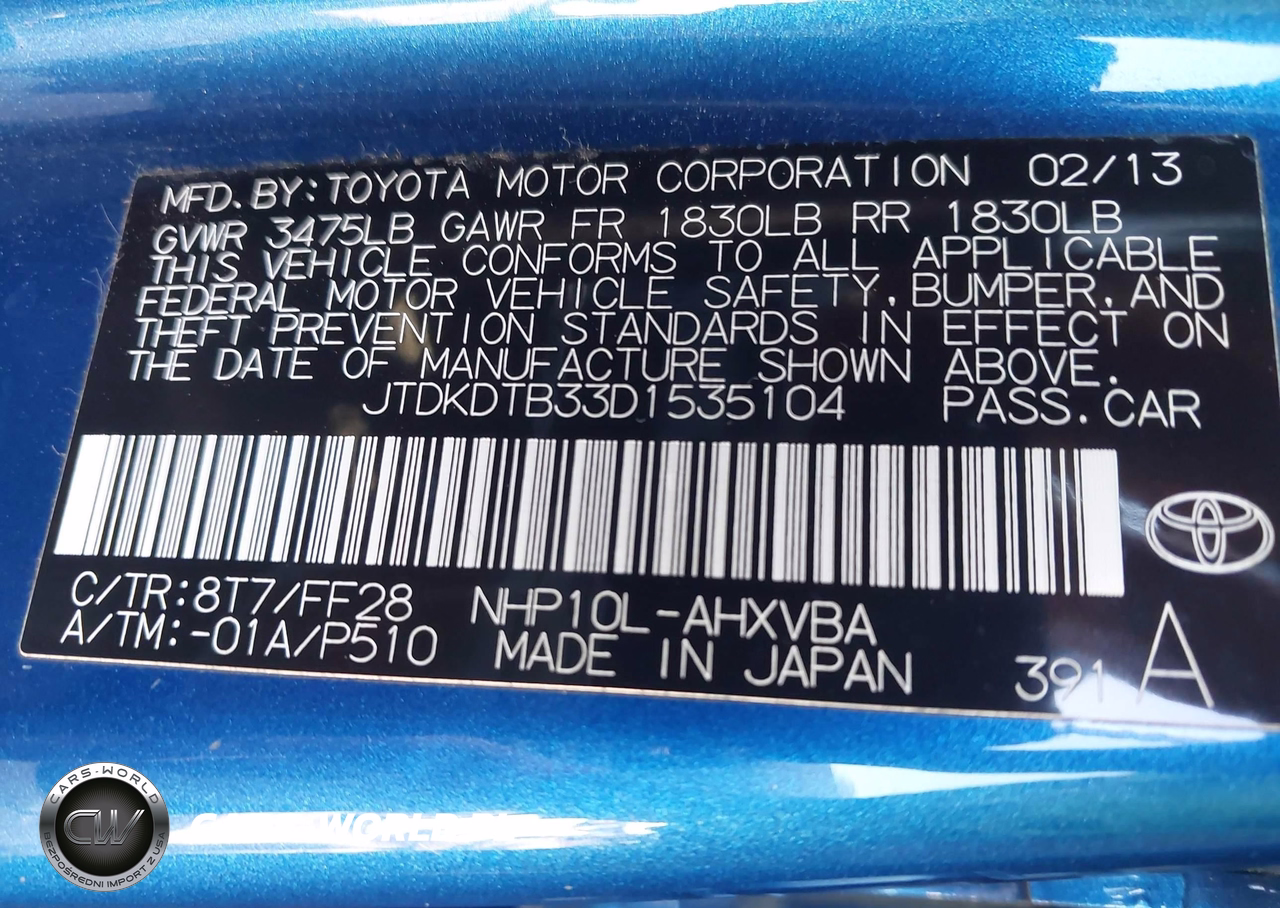 MFD.BY:TOYOTA MOTOR CORPORATION 02/13
GVWR 3475LB GAWR FR 1830LB RR 1830LB
THIS VEHICLE CONFORMS TO ALL APPLICABLE
FEDERAL MOTOR VEHICLE SAFETY,BUMPER,AND
THEFT PREVENTION STANDARDS IN EFFECT ON
THE DATE OF MANUFACTURE SHOWN ABOVE.
JTDKDTB33D1535104 PASS.CAR
C/TR:8T7/FF28 NHP10L-AHXVBA
A/TM:-01A/P510 MADE IN JAPAN 391 A
CARS-WORLD
CW
BEZPOŚREDNI IMPORT Z USA